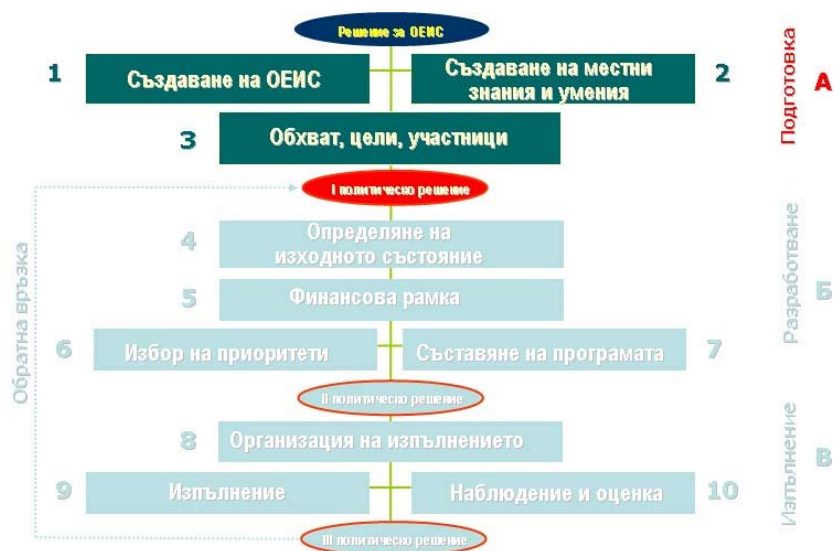 Решение за ОЕИС
1
Създаване на ОЕИС
Създаване на местни
знания и умения
2
3
Обхват, цели, участници
Подготовка
А
I политическо решение
4
Определяне на
изходното състояние
5
Финансова рамка
6
Избор на приоритети
Съставяне на програмата
7
Разработване
Б
II политическо решение
8
Организация на изпълнението
9
Изпълнение
Наблюдение и оценка
10
Изпълнение
В
III политическо решение
Обратна връзка